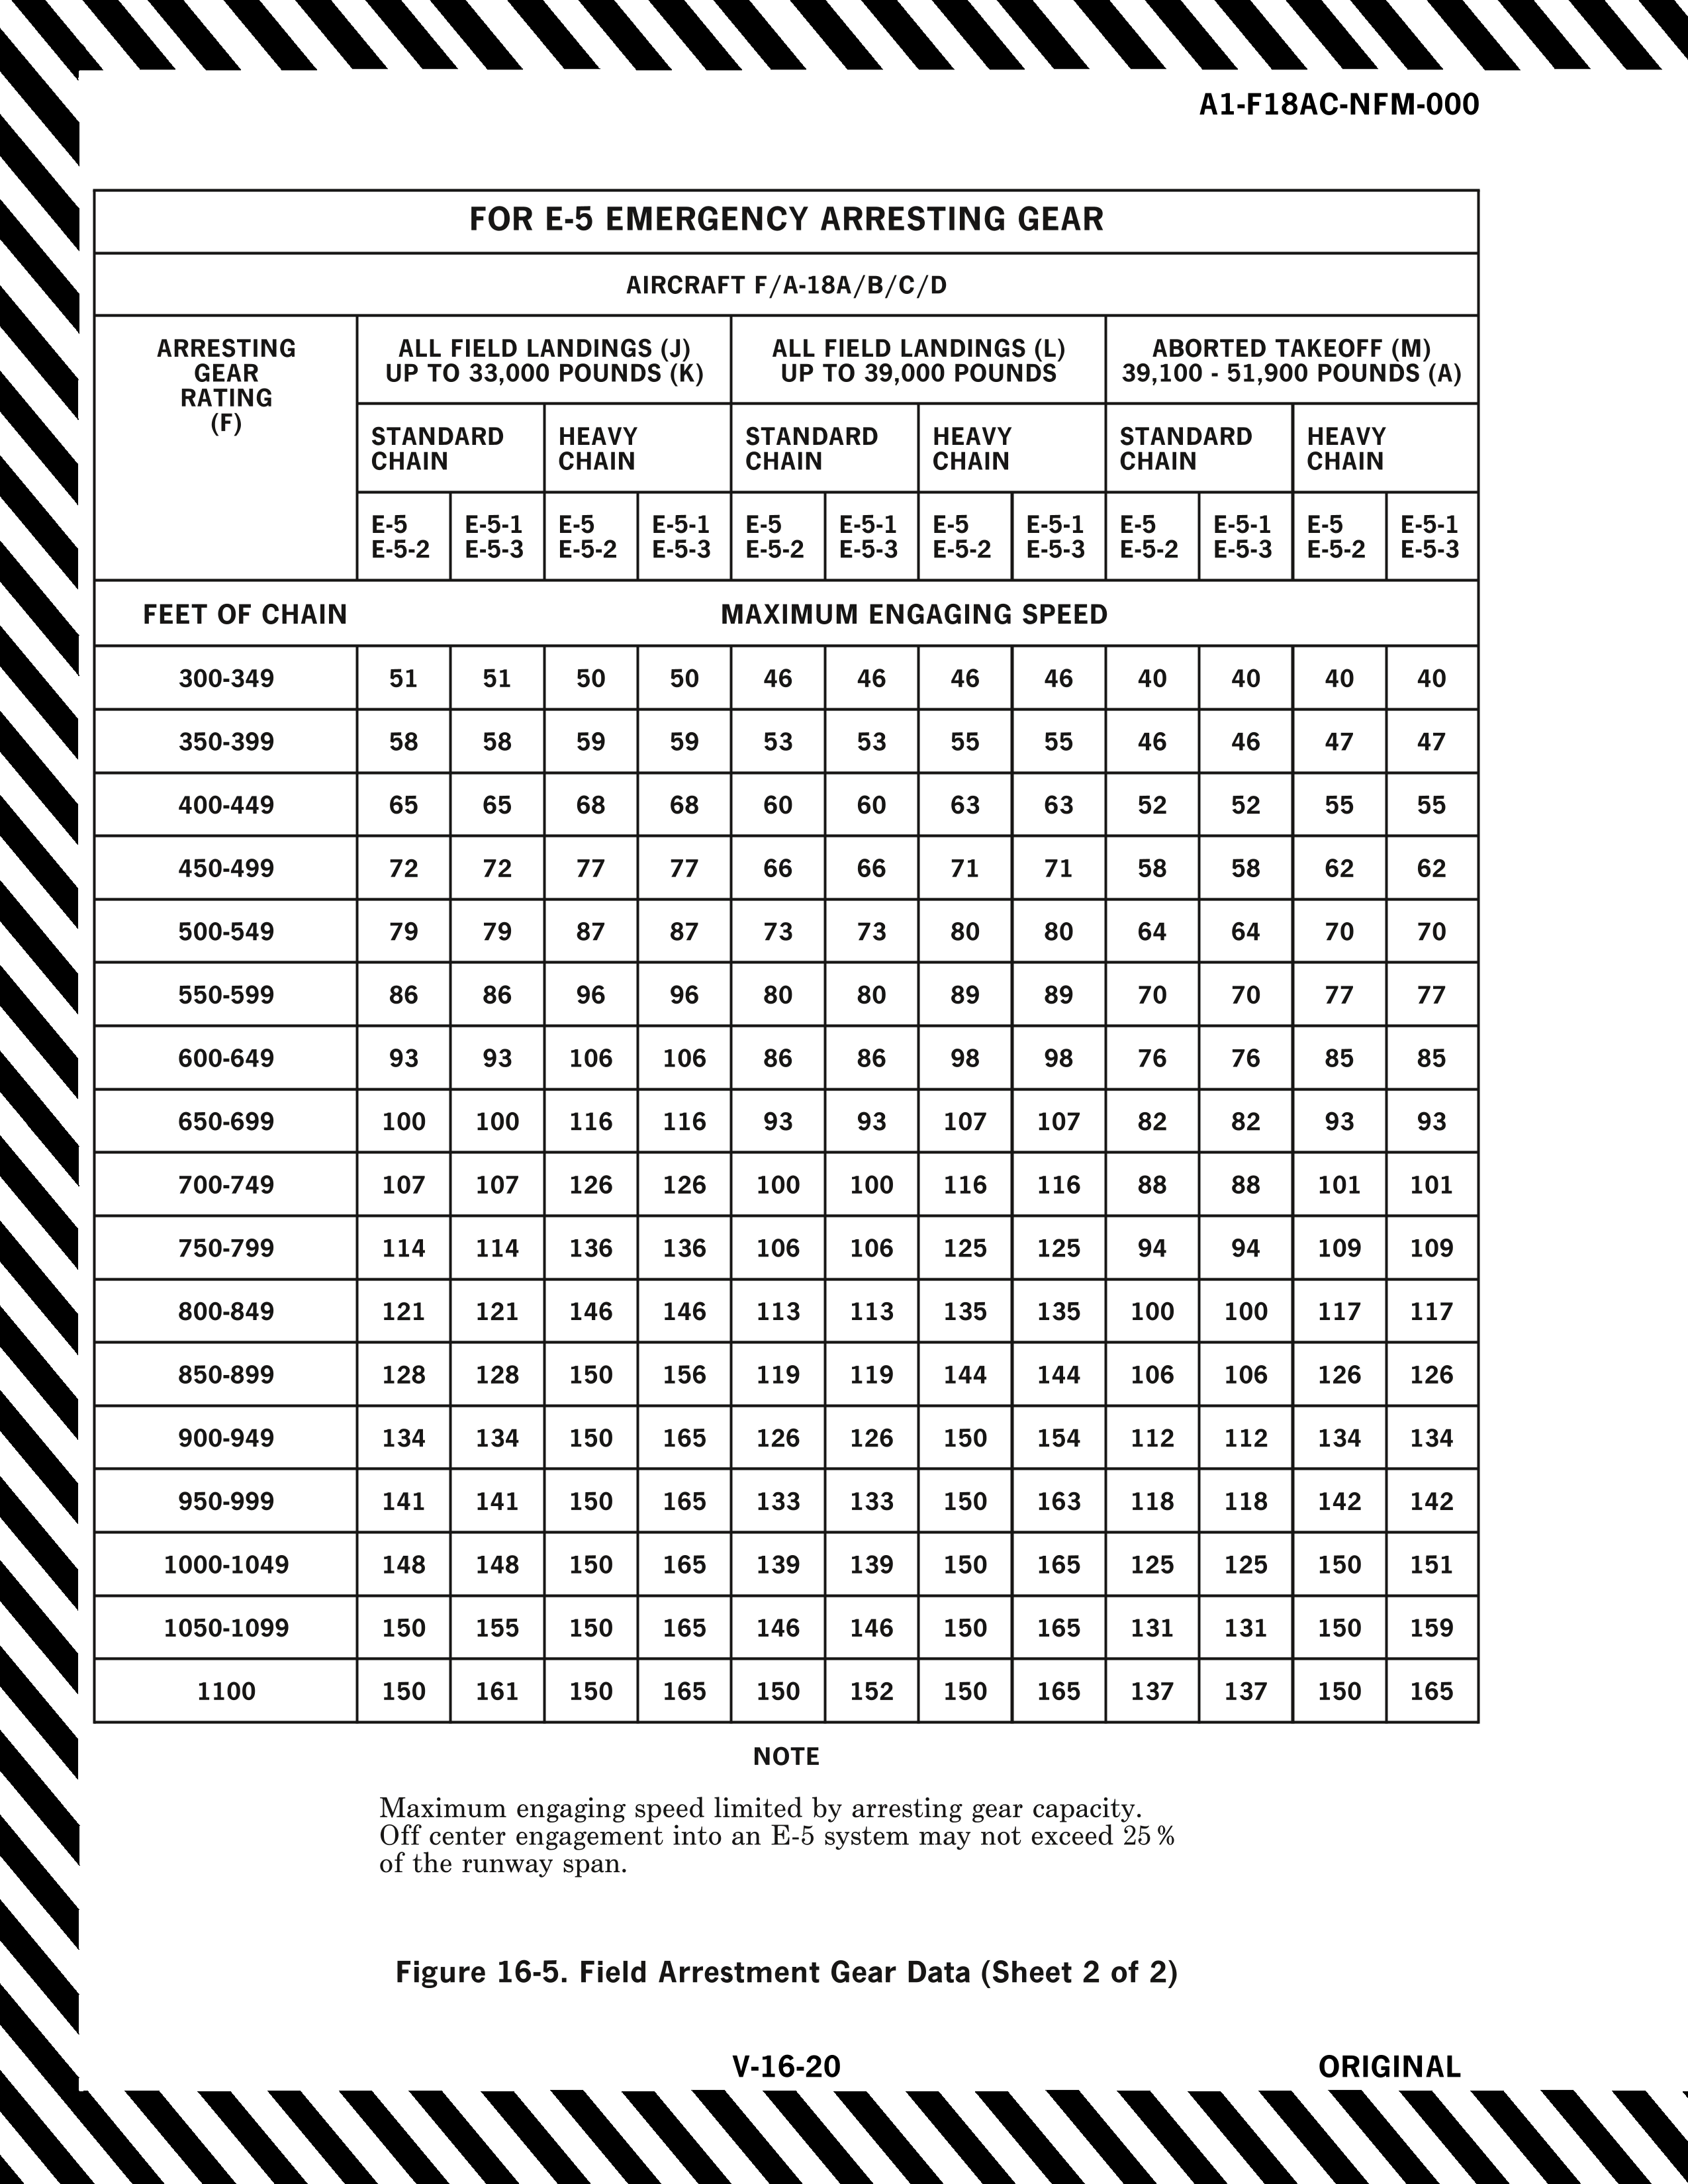 A1-F18AC-NFM-000
FOR E-5 EMERGENCY ARRESTING GEAR
AIRCRAFT F/A-18A/B/C/D
ARRESTING
GEAR
RATING
(F)
ALL FIELD LANDINGS (J)
UP TO 33,000 POUNDS (K)
ALL FIELD LANDINGS (L)
UP TO 39,000 POUNDS
ABORTED TAKEOFF (M)
39,100 - 51,900 POUNDS (A)
STANDARD
CHAIN
HEAVY
CHAIN
STANDARD
CHAIN
HEAVY
CHAIN
STANDARD
CHAIN
HEAVY
CHAIN
E-5
E-5-2
E-5-1
E-5-3
E-5
E-5-2
E-5-1
E-5-3
E-5
E-5-2
E-5-1
E-5-3
E-5
E-5-2
E-5-1
E-5-3
E-5
E-5-2
E-5-1
E-5-3
E-5
E-5-2
E-5-1
E-5-3
FEET OF CHAIN MAXIMUM ENGAGING SPEED
300-349 51 51 50 50 46 46 46 46 40 40 40 40
350-399 58 58 59 59 53 53 55 55 46 46 47 47
400-449 65 65 68 68 60 60 63 63 52 52 55 55
450-499 72 72 77 77 66 66 71 71 58 58 62 62
500-549 79 79 87 87 73 73 80 80 64 64 70 70
550-599 86 86 96 96 80 80 89 89 70 70 77 77
600-649 93 93 106 106 86 86 98 98 76 76 85 85
650-699 100 100 116 116 93 93 107 107 82 82 93 93
700-749 107 107 126 126 100 100 116 116 88 88 101 101
750-799 114 114 136 136 106 106 125 125 94 94 109 109
800-849 121 121 146 146 113 113 135 135 100 100 117 117
850-899 128 128 150 156 119 119 144 144 106 106 126 126
900-949 134 134 150 165 126 126 150 154 112 112 134 134
950-999 141 141 150 165 133 133 150 163 118 118 142 142
1000-1049 148 148 150 165 139 139 150 165 125 125 150 151
1050-1099 150 155 150 165 146 146 150 165 131 131 150 159
1100 150 161 150 165 150 152 150 165 137 137 150 165
NOTE
Maximum engaging speed limited by arresting gear capacity.
Off center engagement into an E-5 system may not exceed 25%
of the runway span.
Figure 16-5. Field Arrestment Gear Data (Sheet 2 of 2)
V-16-20
ORIGINAL